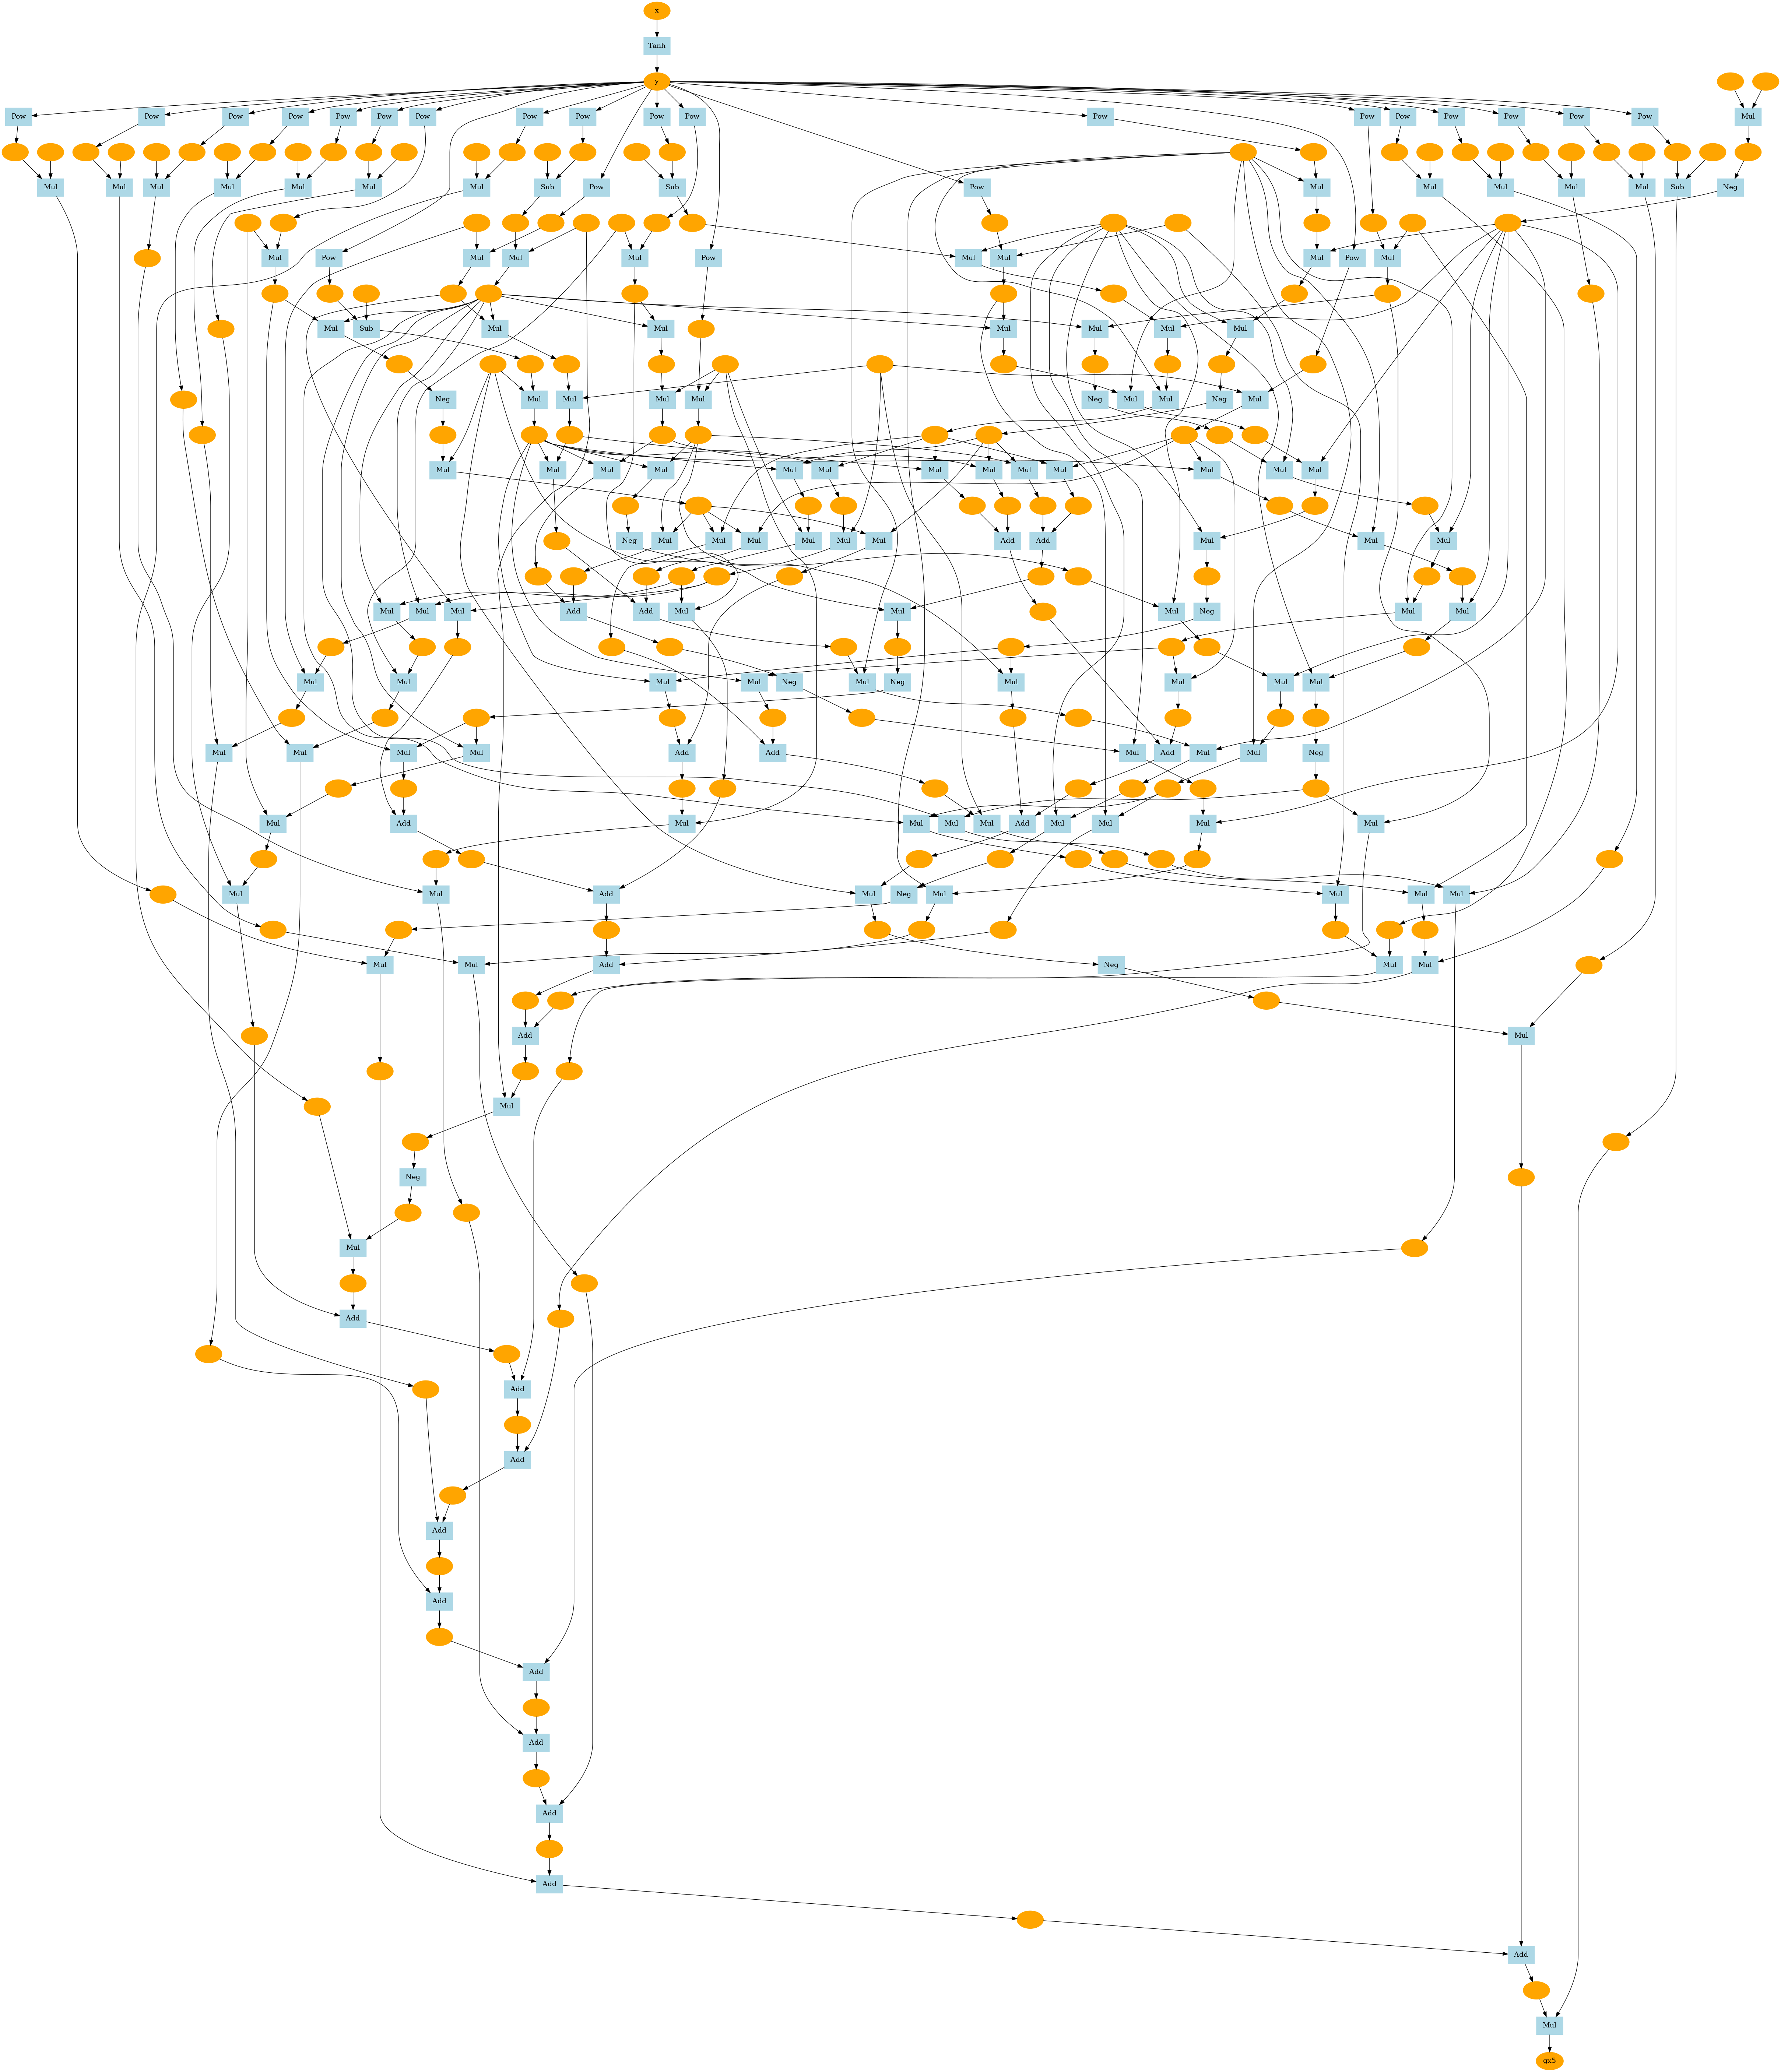 x
Tanh
y
Pow Pow Pow Pow Pow Pow Pow Pow Pow Pow Pow Pow Pow Pow Pow Pow Pow Pow Mul
Mul Mul Mul Mul Mul Mul Mul Sub Pow Sub Pow Mul Mul Mul Mul Mul Sub Neg
Mul Pow Mul Mul Mul Pow Mul Mul Mul Pow Mul
Mul Sub Mul Mul Mul Mul Mul Mul
Neg Mul Mul Mul Mul Neg Mul Mul Neg Mul
Mul Mul Mul Mul Mul Mul Mul Mul Mul Mul Mul Mul Mul
Neg Mul Mul Mul Mul Mul Mul Add Add Mul Mul Mul
Mul Mul Mul Add Add Mul Mul Mul Neg Mul Mul
Mul Mul Mul Mul Neg Mul Neg Mul Mul Mul Mul
Mul Mul Mul Mul Add Add Mul Add Mul Mul Neg
Mul Add Mul Mul Mul Mul Add Mul Mul Mul Mul
Mul Mul Add Mul Neg Mul Mul Mul Mul
Mul Mul Add Neg Mul Mul
Add Mul
Mul
Neg
Mul
Add
Add
Add
Add
Add
Add
Add
Add
Add
Add
Mul
gx5